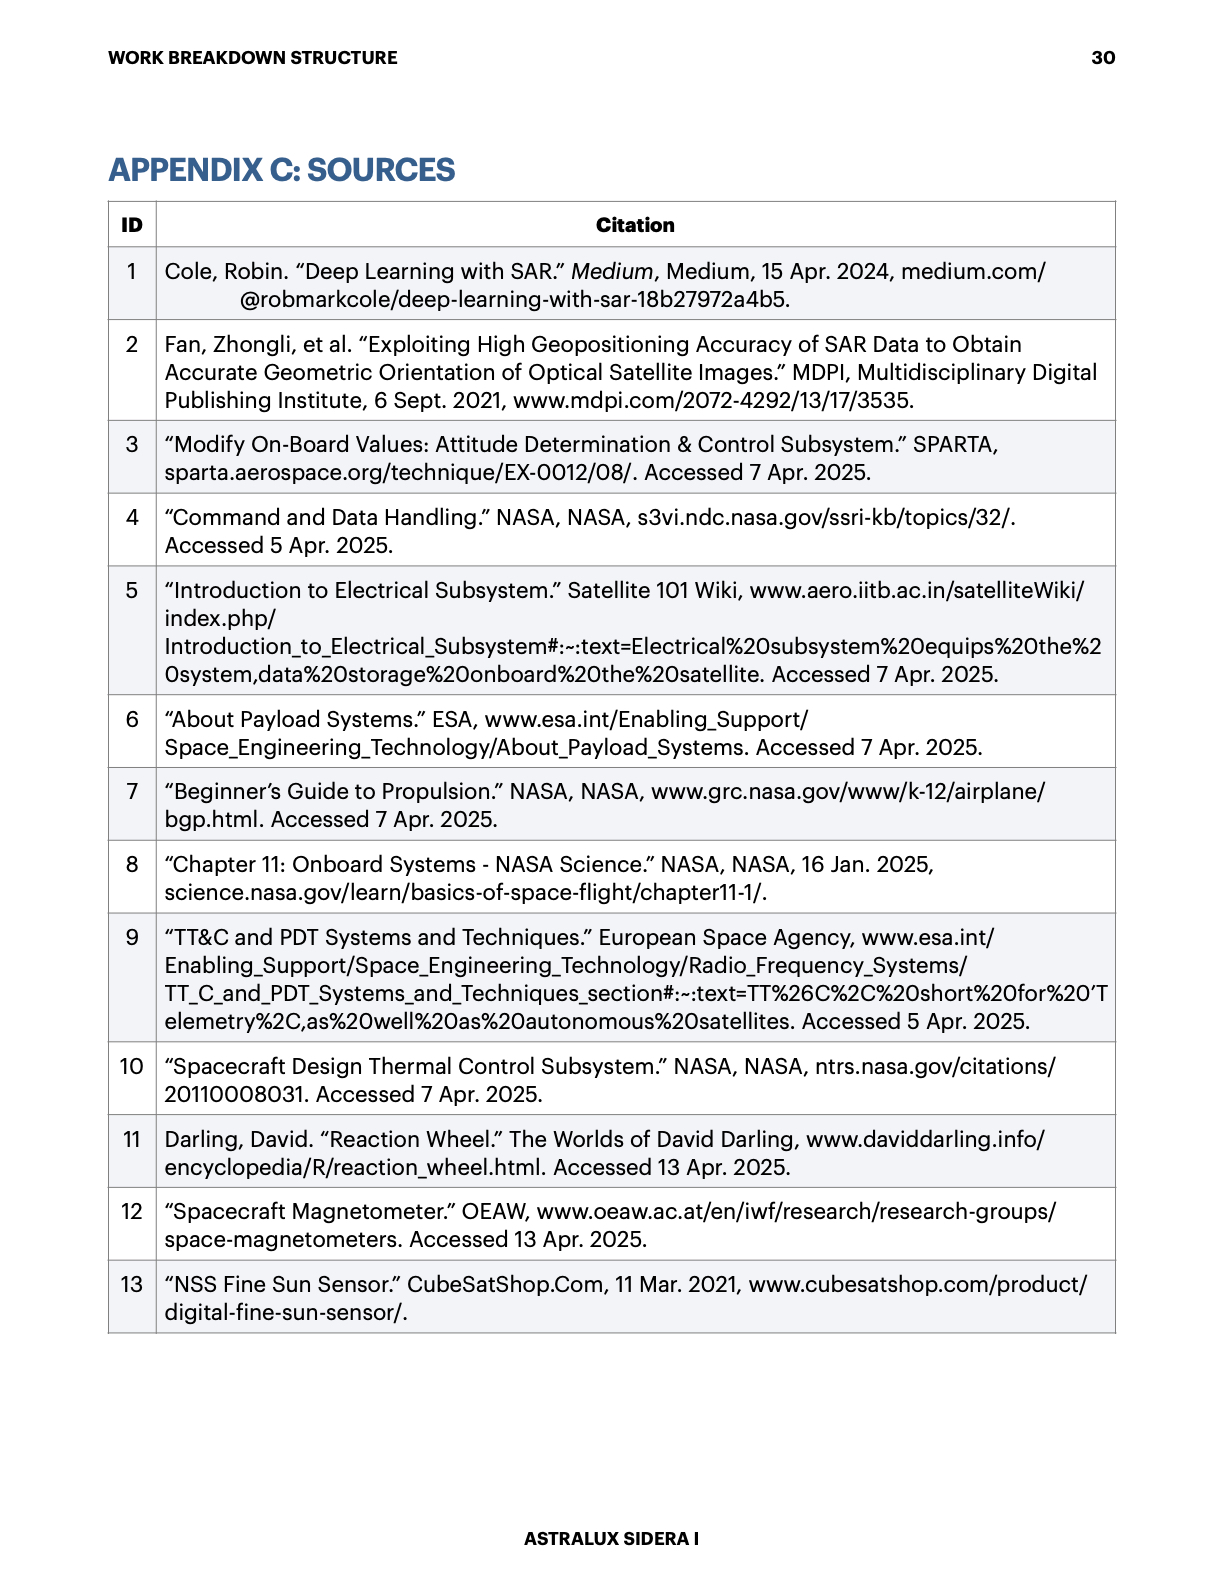 WORK BREAKDOWN STRUCTURE 30
APPENDIX C: SOURCES
ID Citation
1 Cole, Robin. “Deep Learning with SAR.” Medium, Medium, 15 Apr. 2024, medium.com/
@robmarkcole/deep-learning-with-sar-18b27972a4b5.
2 Fan, Zhongli, et al. “Exploiting High Geopositioning Accuracy of SAR Data to Obtain
Accurate Geometric Orientation of Optical Satellite Images.” MDPI, Multidisciplinary Digital
Publishing Institute, 6 Sept. 2021, www.mdpi.com/2072-4292/13/17/3535.
3 “Modify On-Board Values: Attitude Determination & Control Subsystem.” SPARTA,
sparta.aerospace.org/technique/EX-0012/08/. Accessed 7 Apr. 2025.
4 “Command and Data Handling.” NASA, NASA, s3vi.ndc.nasa.gov/ssri-kb/topics/32/.
Accessed 5 Apr. 2025.
5 “Introduction to Electrical Subsystem.” Satellite 101 Wiki, www.aero.iitb.ac.in/satelliteWiki/
index.php/
Introduction_to_Electrical_Subsystem#:~:text=Electrical%20subsystem%20equips%20the%2
0system,data%20storage%20onboard%20the%20satellite. Accessed 7 Apr. 2025.
6 “About Payload Systems.” ESA, www.esa.int/Enabling_Support/
Space_Engineering_Technology/About_Payload_Systems. Accessed 7 Apr. 2025.
7 “Beginner’s Guide to Propulsion.” NASA, NASA, www.grc.nasa.gov/www/k-12/airplane/
bgp.html. Accessed 7 Apr. 2025.
8 “Chapter 11: Onboard Systems - NASA Science.” NASA, NASA, 16 Jan. 2025,
science.nasa.gov/learn/basics-of-space-flight/chapter11-1/.
9 “TT&C and PDT Systems and Techniques.” European Space Agency, www.esa.int/
Enabling_Support/Space_Engineering_Technology/Radio_Frequency_Systems/
TT_C_and_PDT_Systems_and_Techniques_section#:~:text=TT%26C%2C%20short%20for%20’T
elemetry%2C,as%20well%20as%20autonomous%20satellites. Accessed 5 Apr. 2025.
10 “Spacecraft Design Thermal Control Subsystem.” NASA, NASA, ntrs.nasa.gov/citations/
20110008031. Accessed 7 Apr. 2025.
11 Darling, David. “Reaction Wheel.” The Worlds of David Darling, www.daviddarling.info/
encyclopedia/R/reaction_wheel.html. Accessed 13 Apr. 2025.
12 “Spacecraft Magnetometer.” OEAW, www.oeaw.ac.at/en/iwf/research/research-groups/
space-magnetometers. Accessed 13 Apr. 2025.
13 “NSS Fine Sun Sensor.” CubeSatShop.Com, 11 Mar. 2021, www.cubesatshop.com/product/
digital-fine-sun-sensor/.
ASTRALUX SIDERA I